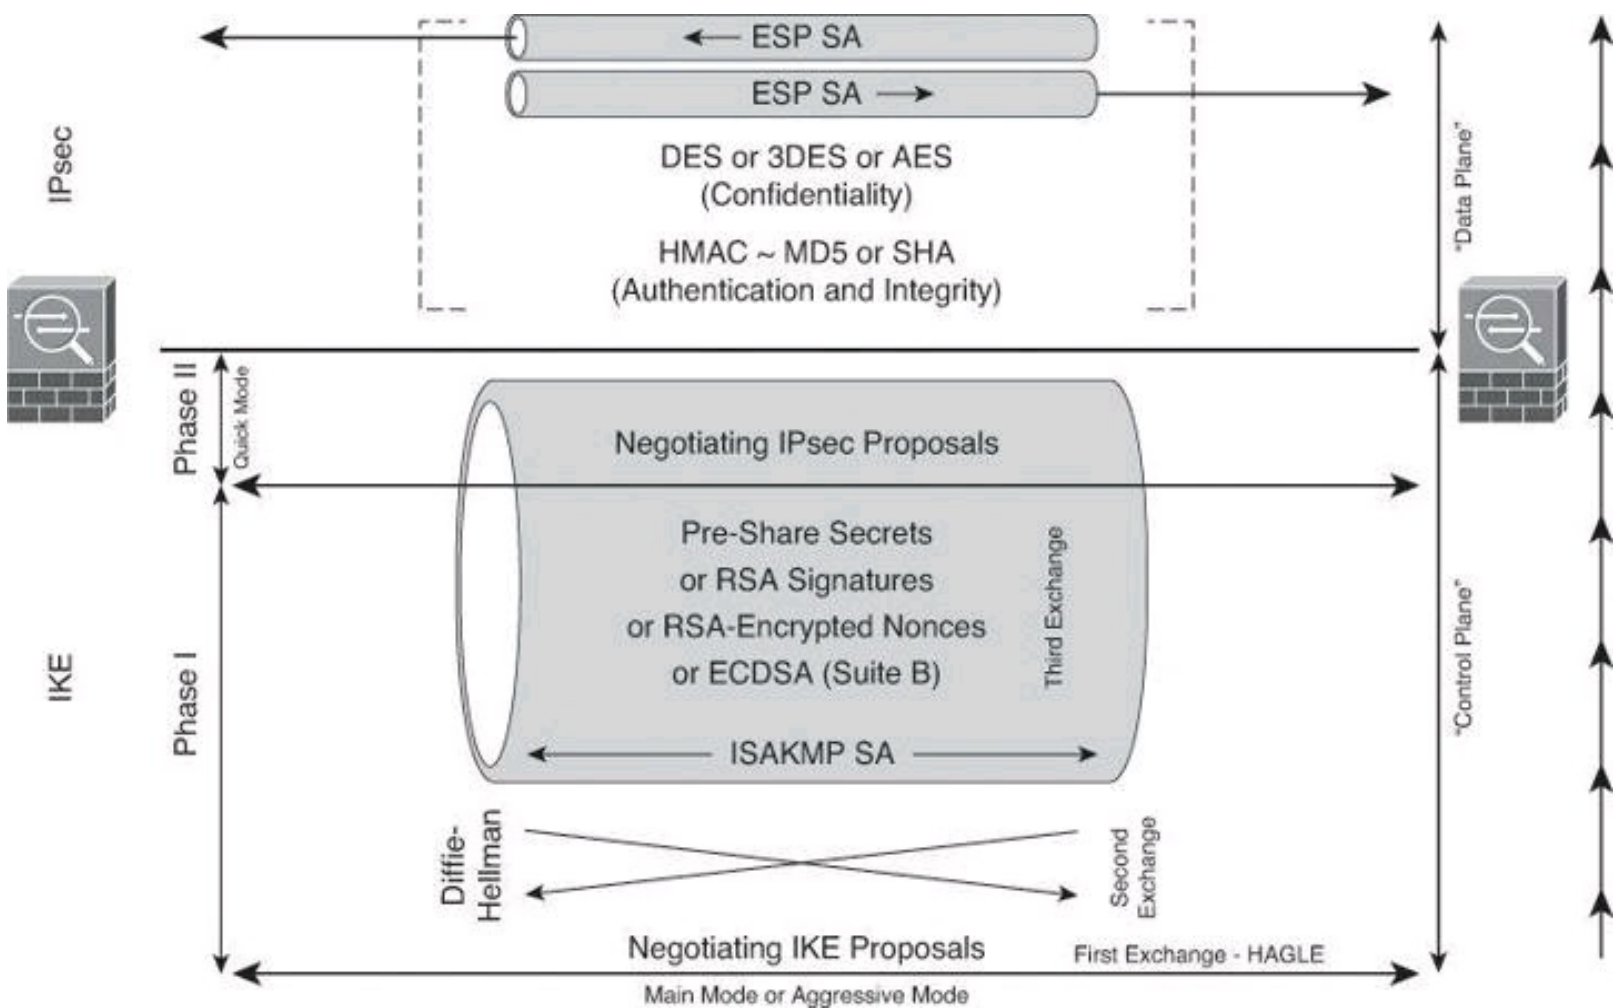 ESP SA
ESP SA
DES or 3DES or AES
(Confidentiality)
HMAC ~ MD5 or SHA
(Authentication and Integrity)
IPsec
"Data Plane"
Phase II
Quick Mode
Negotiating IPsec Proposals
Pre-Share Secrets
or RSA Signatures
or RSA-Encrypted Nonces
or ECDSA (Suite B)
Third Exchange
ISAKMP SA
IKE
Phase I
"Control Plane"
Diffie-
Hellman
Second
Exchange
Negotiating IKE Proposals
First Exchange - HAGLE
Main Mode or Aggressive Mode